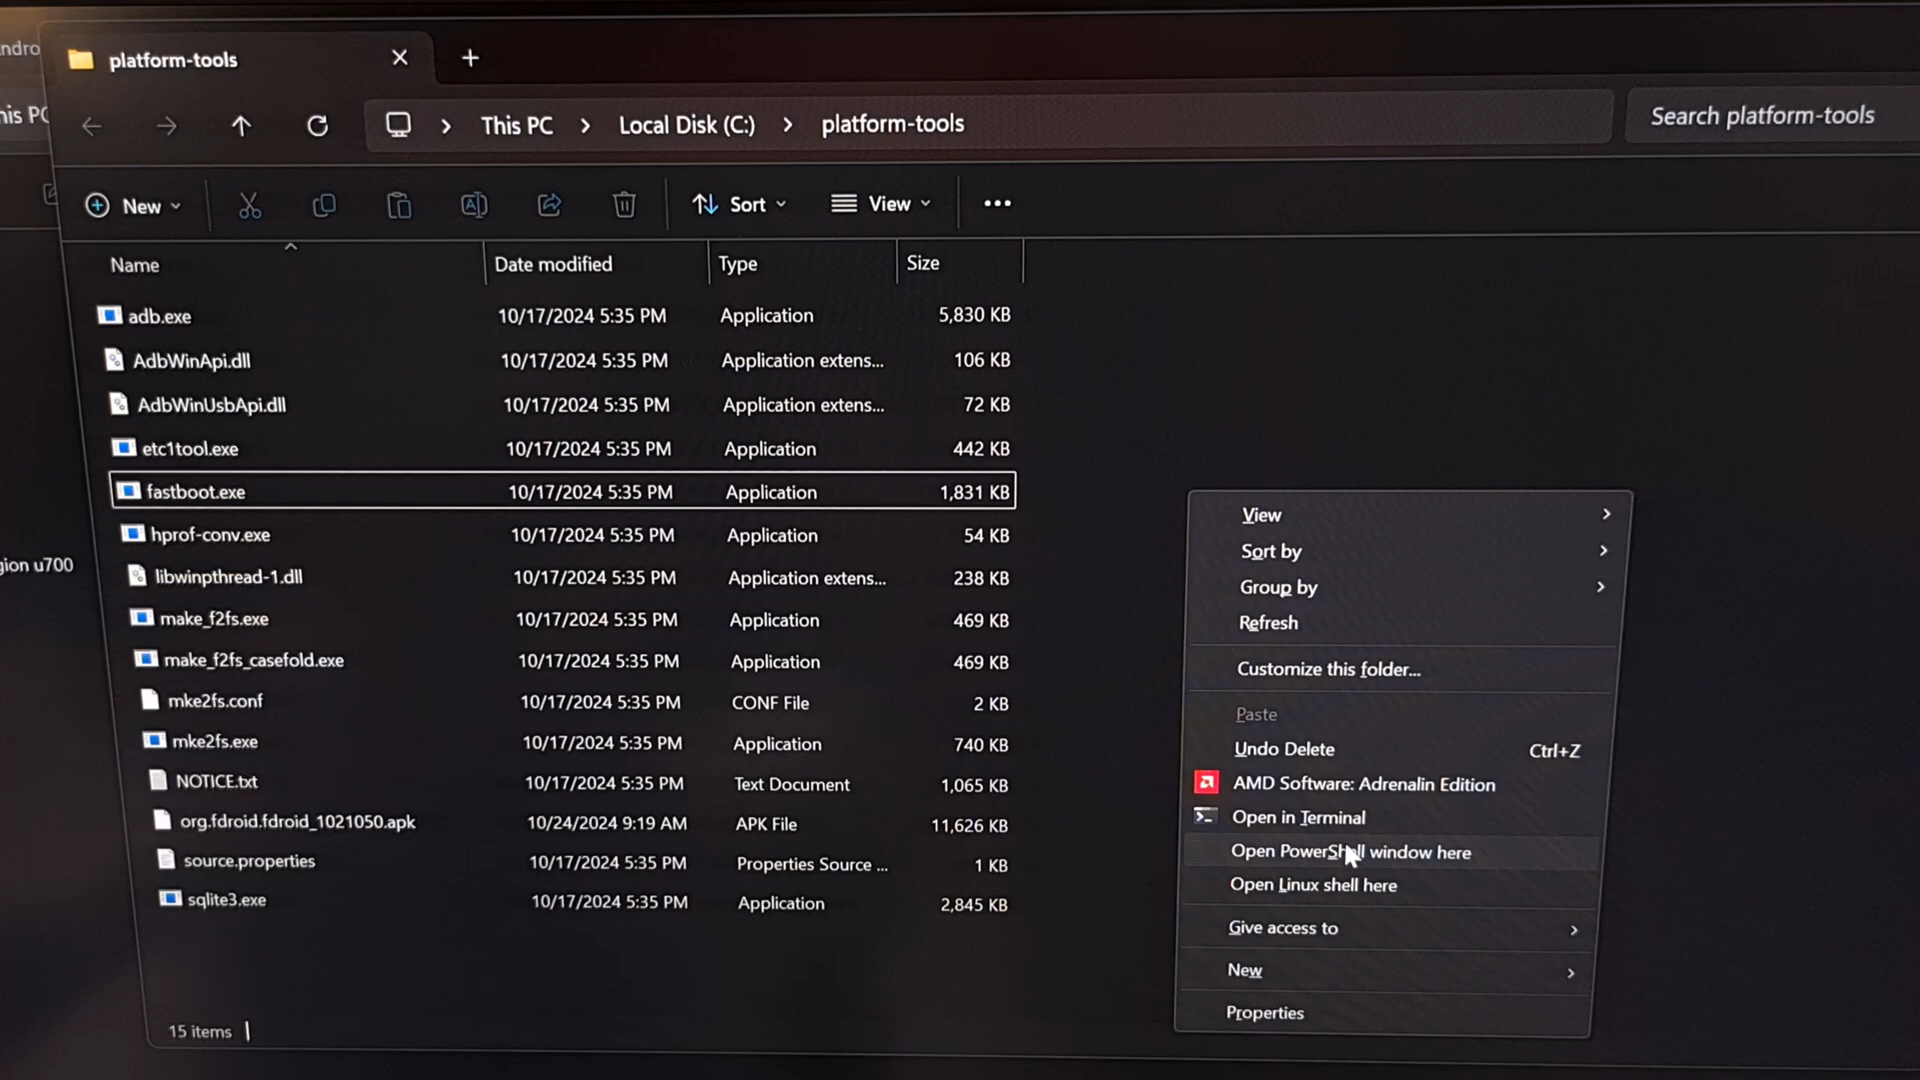 ndro
platform-tools
his PC
This PC
Local Disk (C:)
platform-tools
Search platform-tools
New
Sort
View
Name
Date modified
Type
Size
adb.exe 10/17/2024 5:35 PM Application 5,830 KB
AdbWinApi.dll 10/17/2024 5:35 PM Application extens... 106 KB
AdbWinUsbApi.dll 10/17/2024 5:35 PM Application extens... 72 KB
etc1tool.exe 10/17/2024 5:35 PM Application 442 KB
fastboot.exe 10/17/2024 5:35 PM Application 1,831 KB
hprof-conv.exe 10/17/2024 5:35 PM Application 54 KB
gion u700
libwinpthread-1.dll 10/17/2024 5:35 PM Application extens... 238 KB
make_f2fs.exe 10/17/2024 5:35 PM Application 469 KB
make_f2fs_casefold.exe 10/17/2024 5:35 PM Application 469 KB
mke2fs.conf 10/17/2024 5:35 PM CONF File 2 KB
mke2fs.exe 10/17/2024 5:35 PM Application 740 KB
NOTICE.txt 10/17/2024 5:35 PM Text Document 1,065 KB
org.fdroid.fdroid_1021050.apk 10/24/2024 9:19 AM APK File 11,626 KB
source.properties 10/17/2024 5:35 PM Properties Source ... 1 KB
sqlite3.exe 10/17/2024 5:35 PM Application 2,845 KB
15 items
View
Sort by
Group by
Refresh
Customize this folder...
Paste
Undo Delete Ctrl+Z
AMD Software: Adrenalin Edition
Open in Terminal
Open PowerShell window here
Open Linux shell here
Give access to
New
Properties